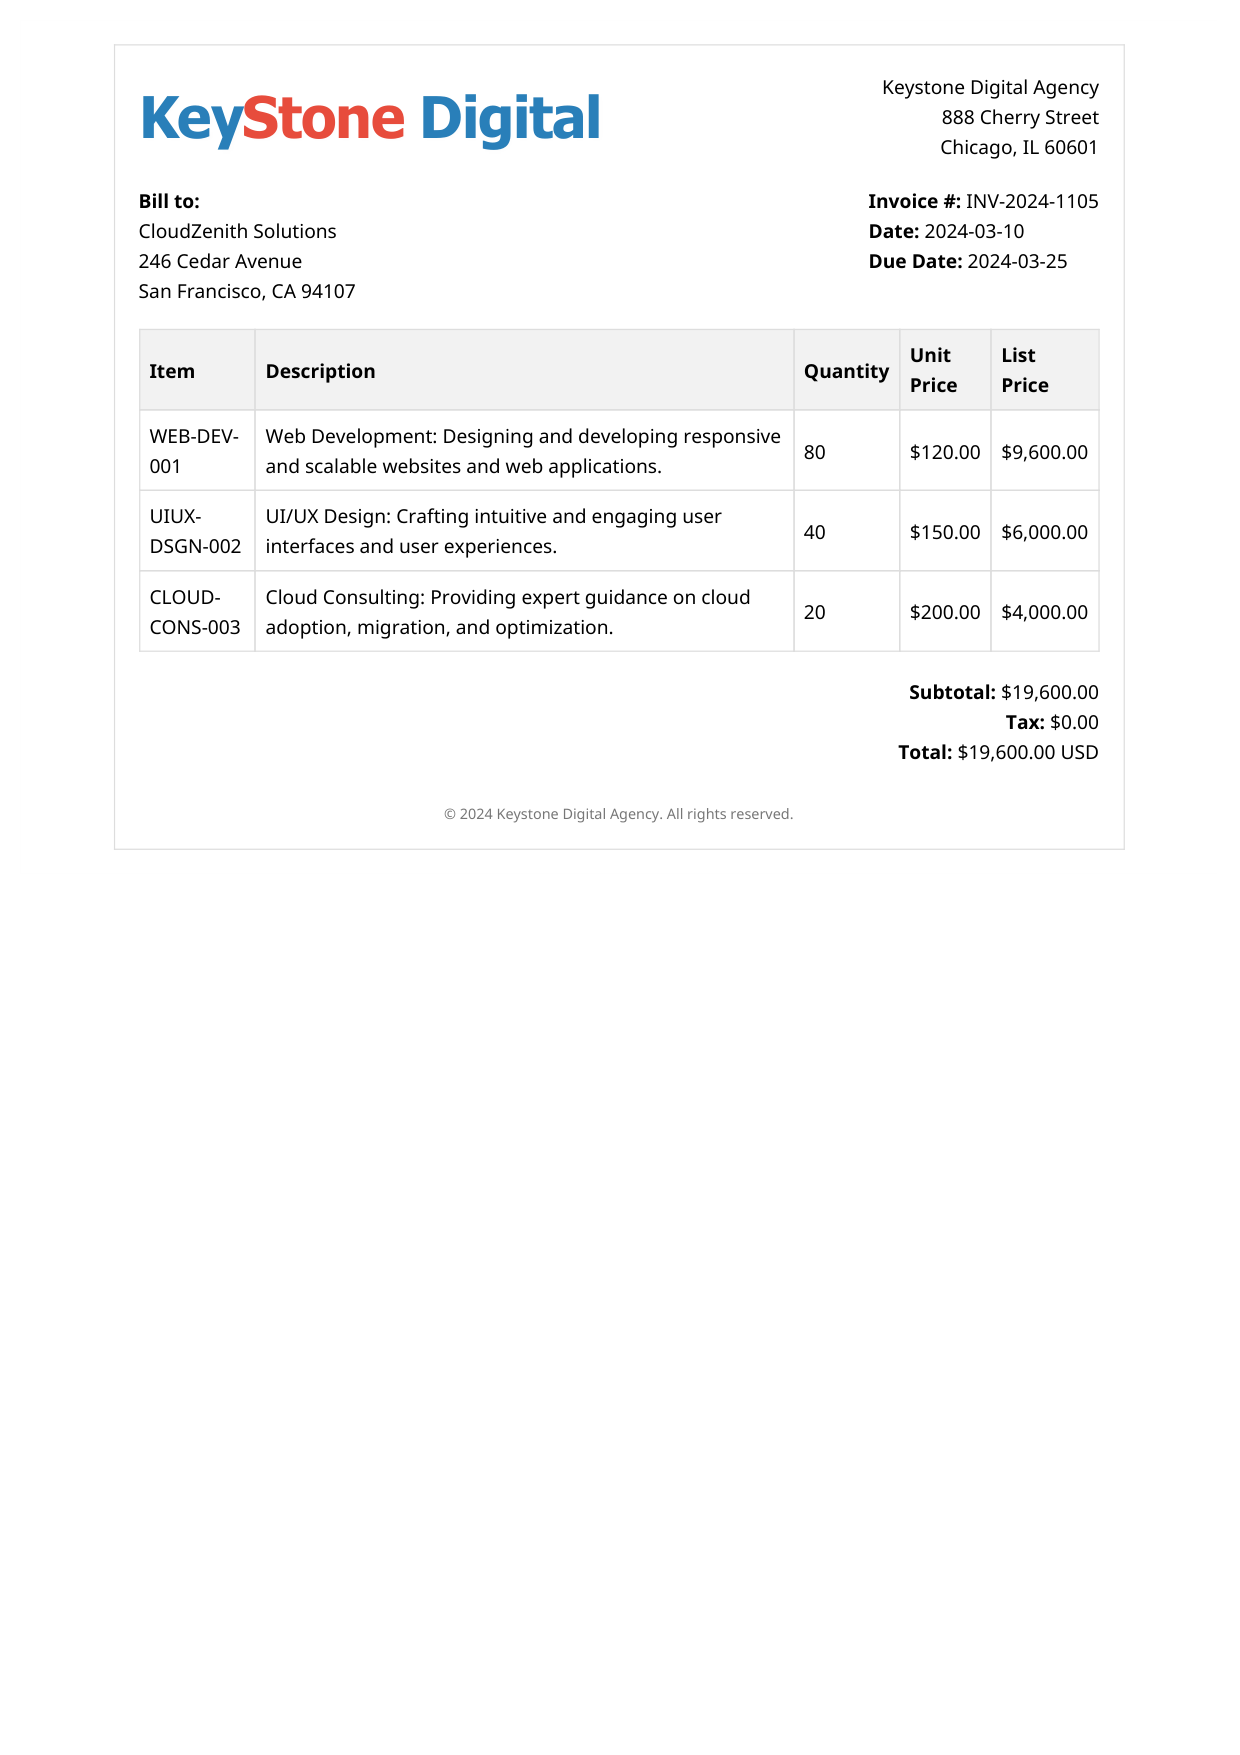 KeyStone Digital
Keystone Digital Agency
888 Cherry Street
Chicago, IL 60601
Bill to:
CloudZenith Solutions
246 Cedar Avenue
San Francisco, CA 94107
Invoice #: INV-2024-1105
Date: 2024-03-10
Due Date: 2024-03-25
Item Description Quantity Unit Price List Price
WEB-DEV-001 Web Development: Designing and developing responsive and scalable websites and web applications. 80 $120.00 $9,600.00
UIUX-DSGN-002 UI/UX Design: Crafting intuitive and engaging user interfaces and user experiences. 40 $150.00 $6,000.00
CLOUD-CONS-003 Cloud Consulting: Providing expert guidance on cloud adoption, migration, and optimization. 20 $200.00 $4,000.00
Subtotal: $19,600.00
Tax: $0.00
Total: $19,600.00 USD
© 2024 Keystone Digital Agency. All rights reserved.